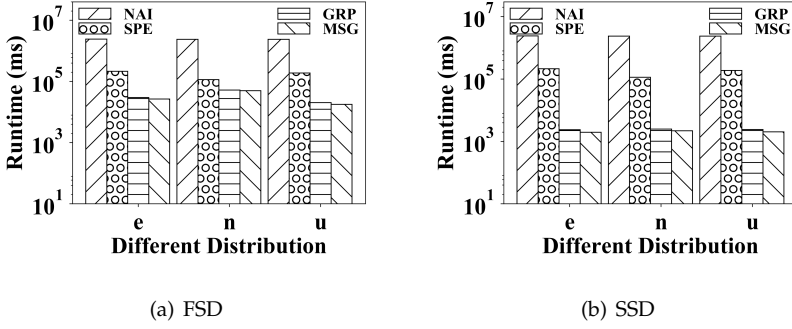 NAI
SPE
GRP
MSG
10^7
10^5
10^3
10^1
Runtime (ms)
e n u
Different Distribution
(a) FSD
NAI
SPE
GRP
MSG
10^7
10^5
10^3
10^1
Runtime (ms)
e n u
Different Distribution
(b) SSD